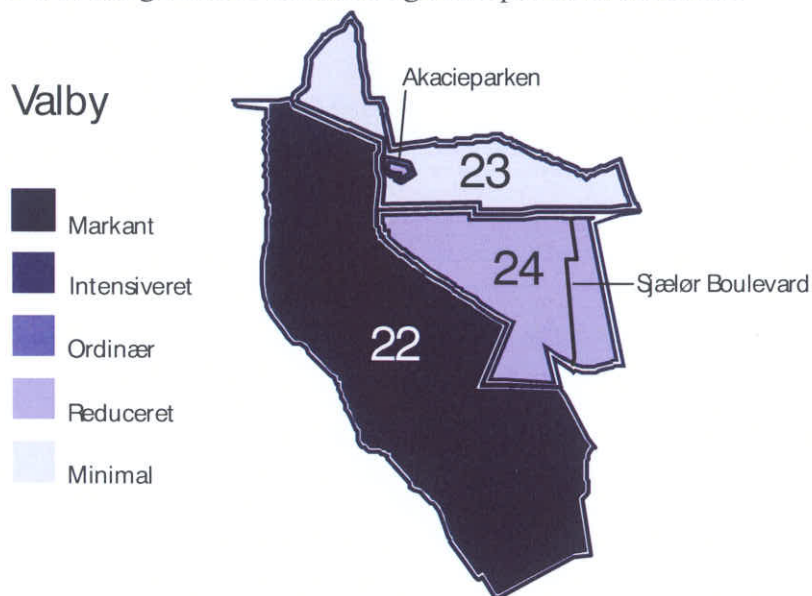 Akacieparken
Valby
23
Markant
24
Intensiveret
Sjælør Boulevard
22
Ordinær
Reduceret
Minimal